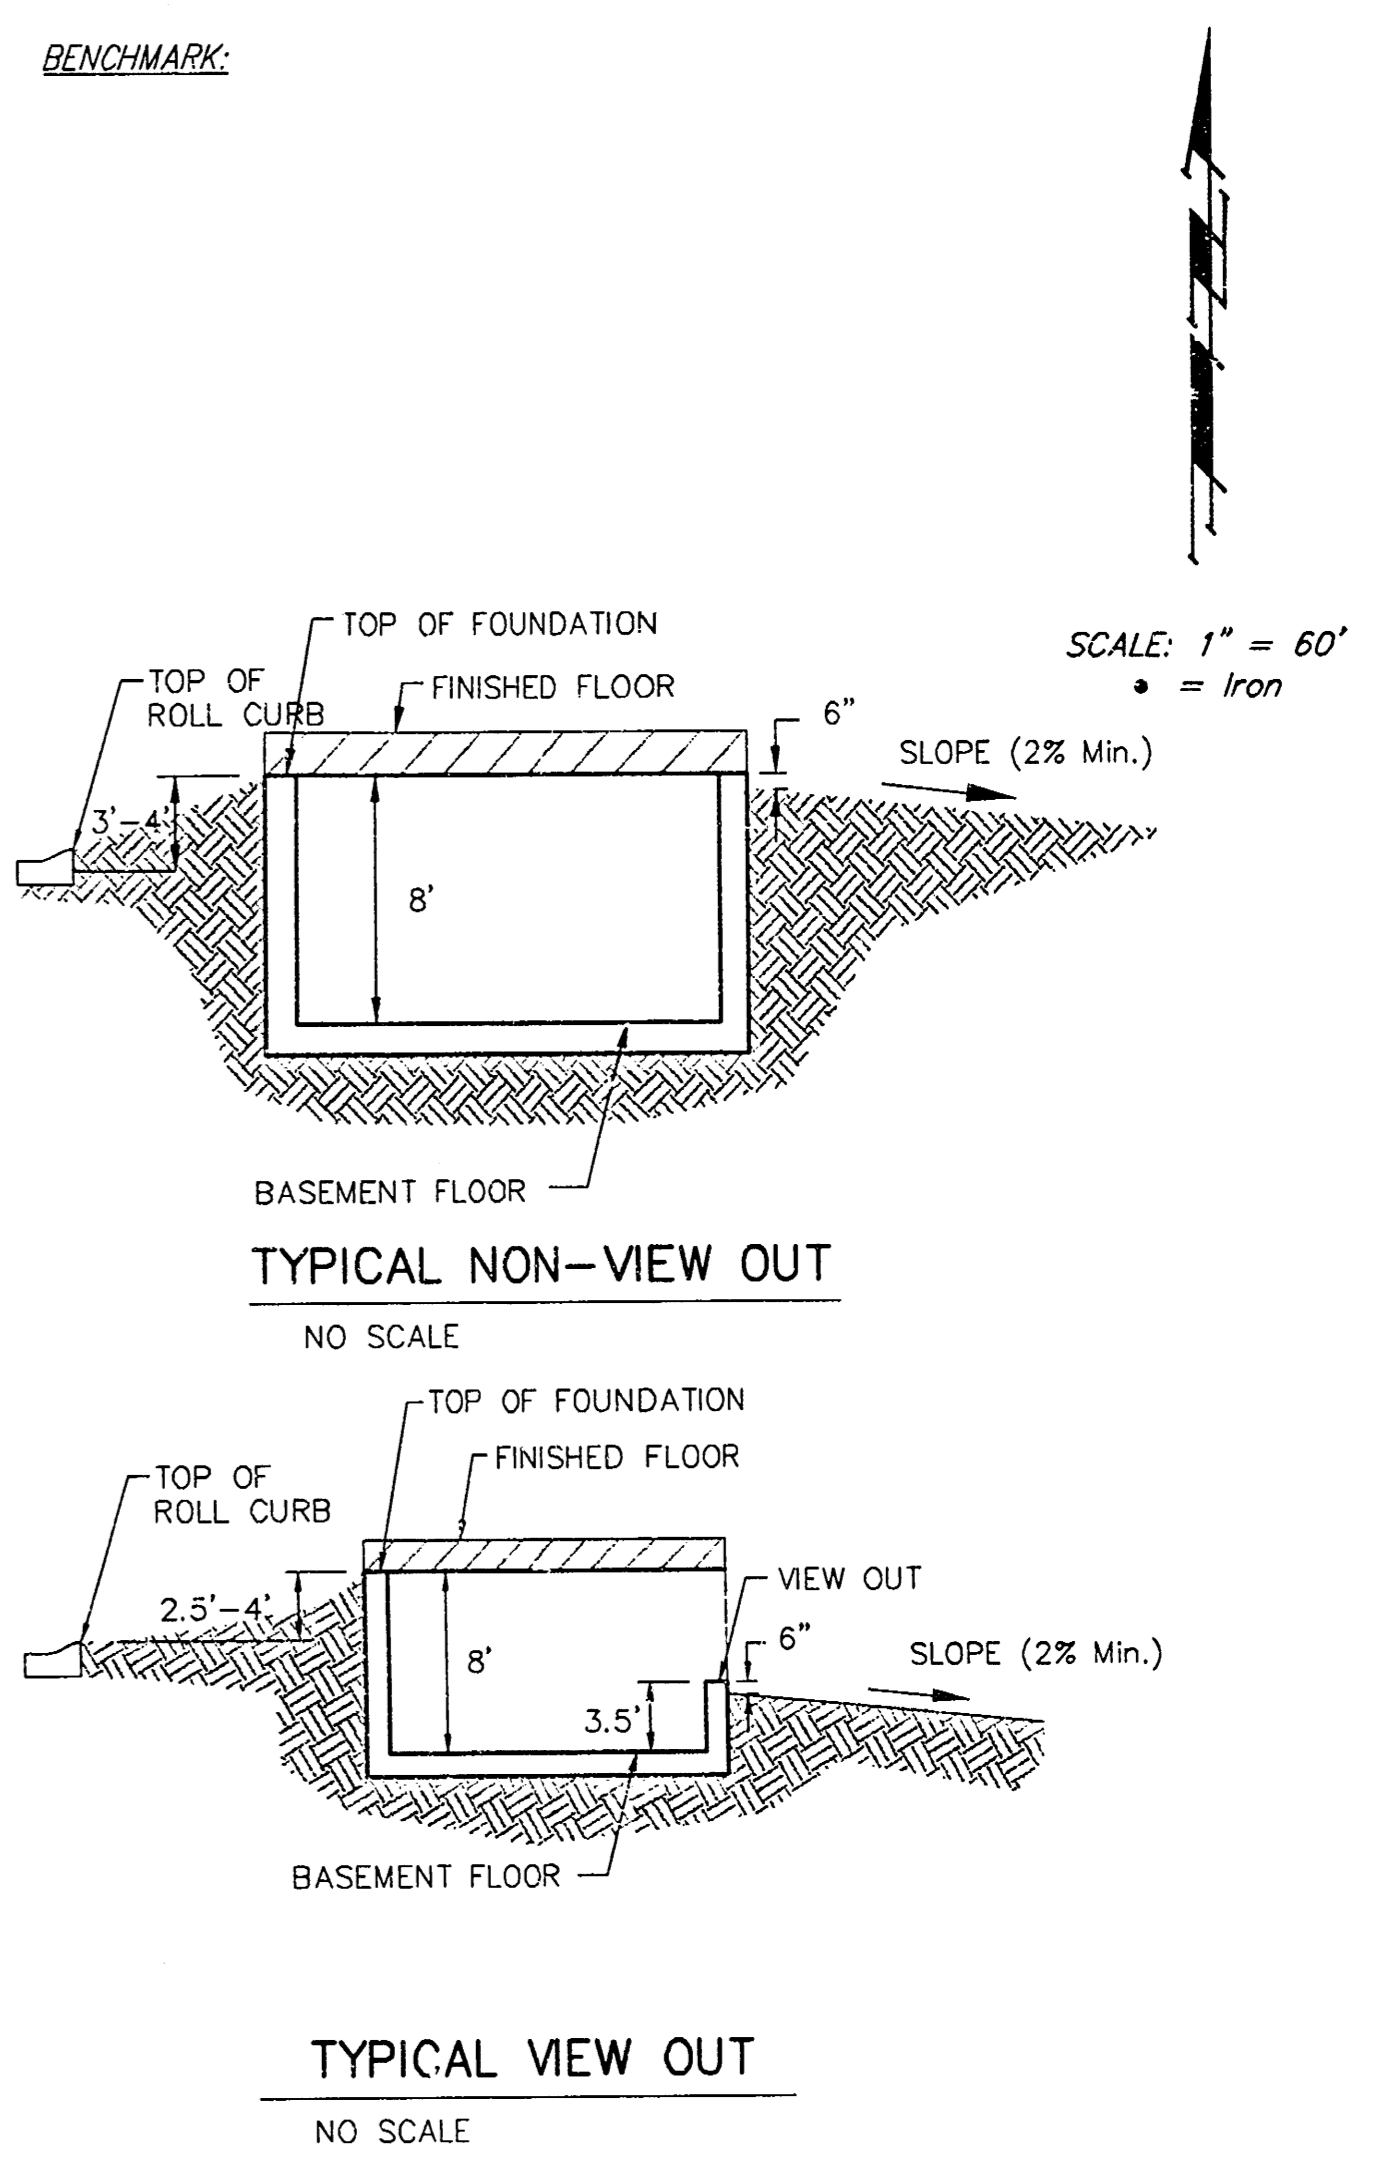 BENCHMARK:
SCALE: 1" = 60'
● = Iron
TOP OF FOUNDATION
TOP OF
ROLL CURB
FINISHED FLOOR
6"
SLOPE (2% Min.)
3'-4'
8'
BASEMENT FLOOR
TYPICAL NON-VIEW OUT
NO SCALE
TOP OF FOUNDATION
FINISHED FLOOR
TOP OF
ROLL CURB
VIEW OUT
2.5'-4'
6"
SLOPE (2% Min.)
8'
3.5'
BASEMENT FLOOR
TYPICAL VIEW OUT
NO SCALE